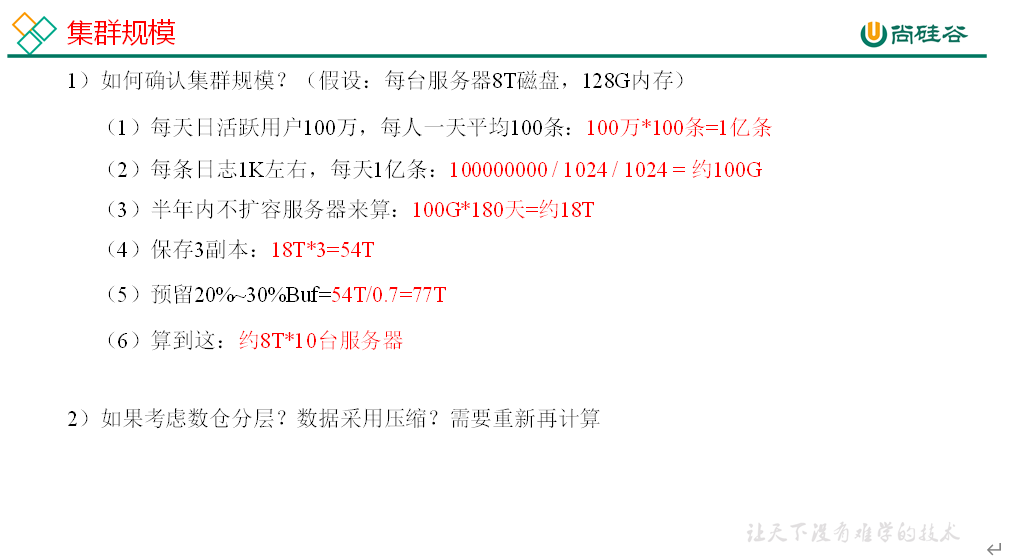 集群规模
尚硅谷
1）如何确认集群规模？（假设：每台服务器8T磁盘，128G内存）
（1）每天日活跃用户100万，每人一天平均100条：100万*100条=1亿条
（2）每条日志1K左右，每天1亿条：100000000 / 1024 / 1024 = 约100G
（3）半年内不扩容服务器来算：100G*180天=约18T
（4）保存3副本：18T*3=54T
（5）预留20%~30%Buf=54T/0.7=77T
（6）算到这：约8T*10台服务器
2）如果考虑数仓分层？数据采用压缩？需要重新再计算
让天下没有难学的技术